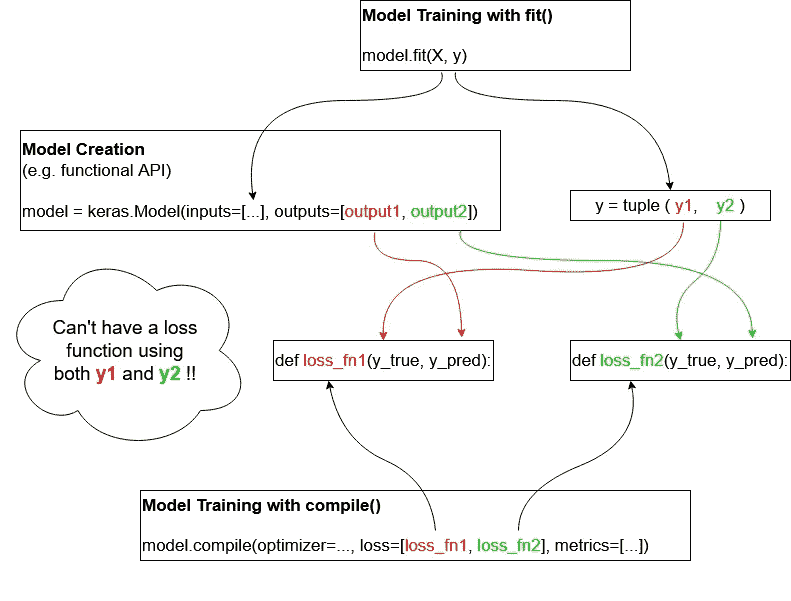 Model Training with fit()
model.fit(X, y)
Model Creation
(e.g. functional API)
model = keras.Model(inputs=[...], outputs=[output1, output2])
y = tuple ( y1, y2 )
Can't have a loss
function using
both y1 and y2 !!
def loss_fn1(y_true, y_pred):
def loss_fn2(y_true, y_pred):
Model Training with compile()
model.compile(optimizer=..., loss=[loss_fn1, loss_fn2], metrics=[...])